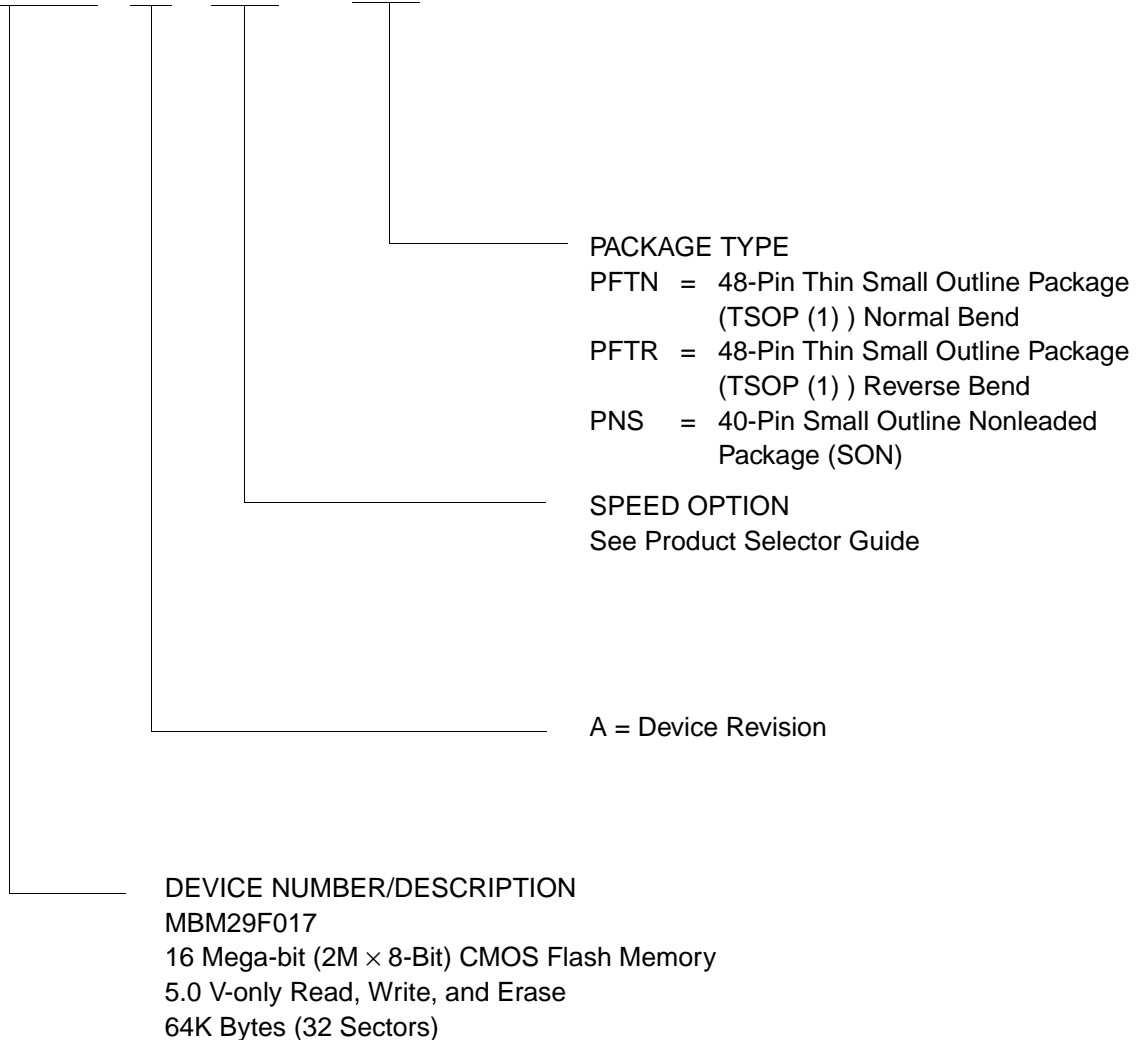 PACKAGE TYPE
PFTN = 48-Pin Thin Small Outline Package
(TSOP (1) ) Normal Bend
PFTR = 48-Pin Thin Small Outline Package
(TSOP (1) ) Reverse Bend
PNS = 40-Pin Small Outline Nonleaded
Package (SON)
SPEED OPTION
See Product Selector Guide
A = Device Revision
DEVICE NUMBER/DESCRIPTION
MBM29F017
16 Mega-bit (2M × 8-Bit) CMOS Flash Memory
5.0 V-only Read, Write, and Erase
64K Bytes (32 Sectors)